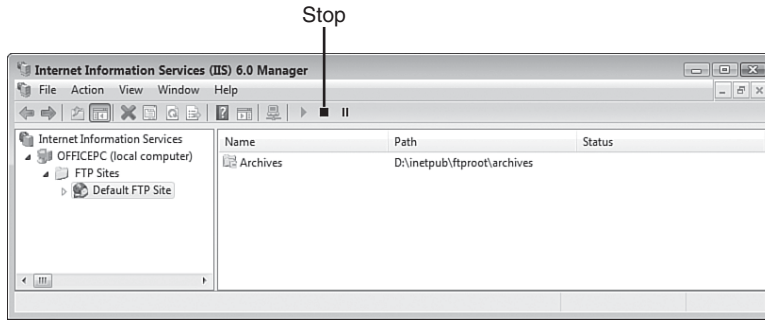 Stop
Internet Information Services (IIS) 6.0 Manager
File Action View Window Help
Internet Information Services
OFFICEPC (local computer)
FTP Sites
Default FTP Site
Name Path Status
Archives D:\inetpub\ftproot\archives